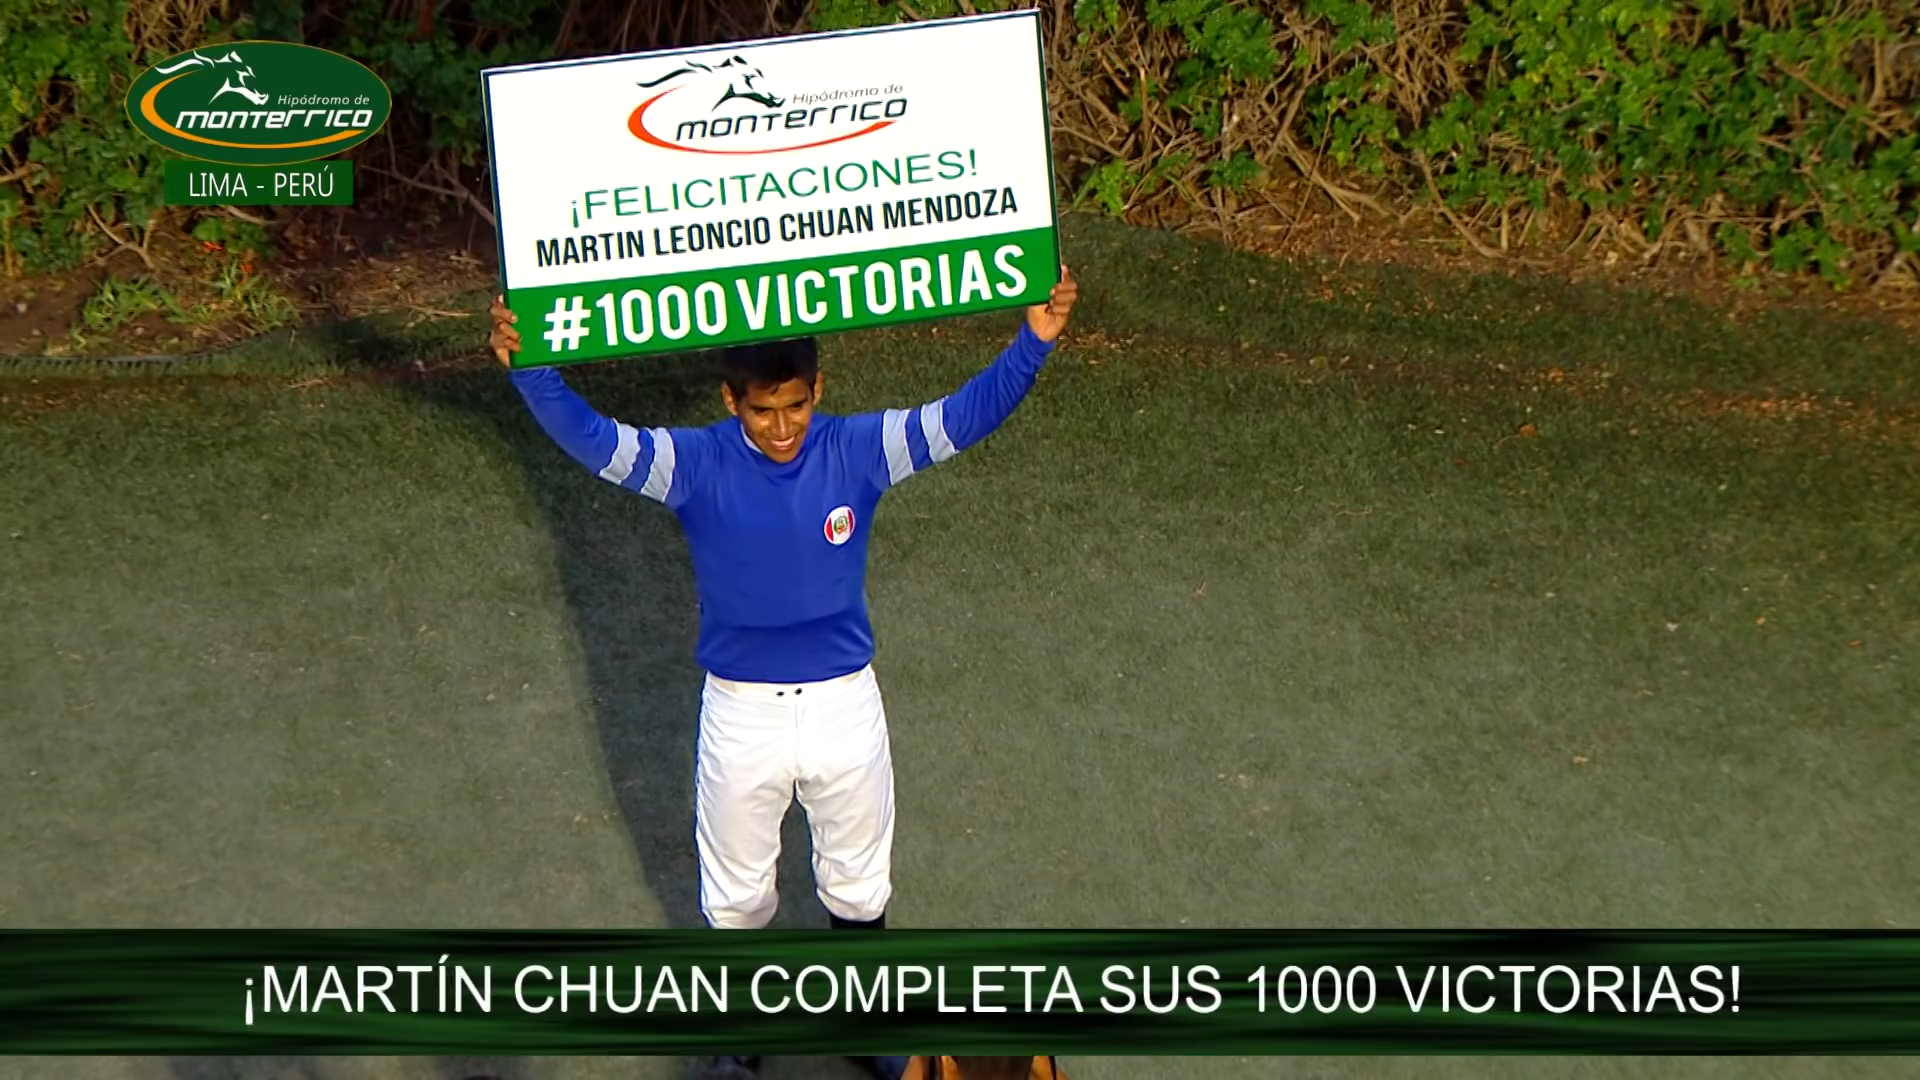 Hipódromo de
monterrico
LIMA - PERÚ
Hipódromo de
monterrico
¡FELICITACIONES!
MARTIN LEONCIO CHUAN MENDOZA
#1000 VICTORIAS
¡MARTÍN CHUAN COMPLETA SUS 1000 VICTORIAS!